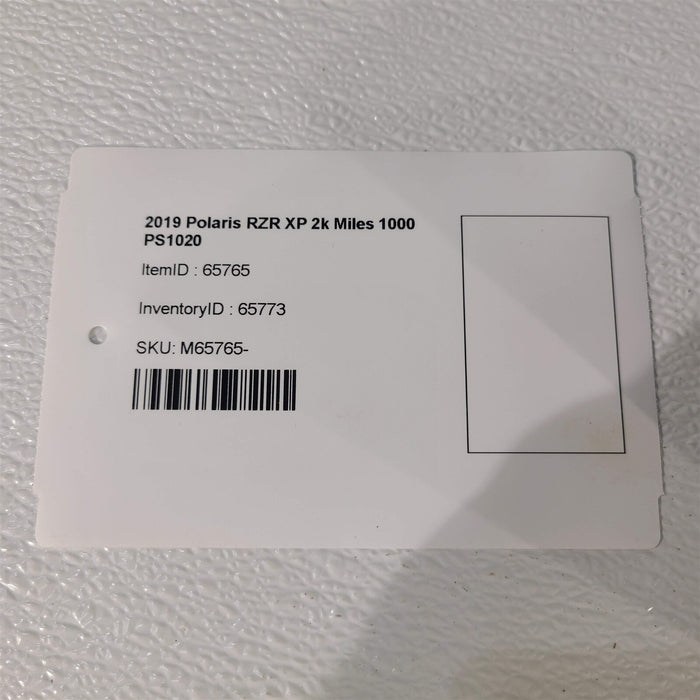 2019 Polaris RZR XP 2k Miles 1000
PS1020
ItemID : 65765
InventoryID : 65773
SKU: M65765-